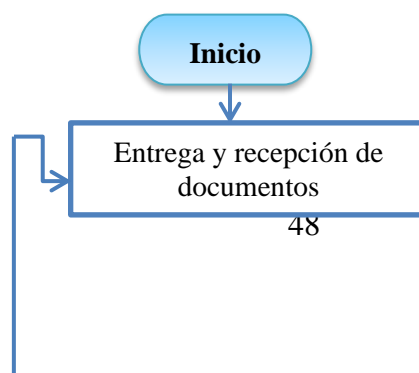 Inicio
Entrega y recepción de
documentos
48